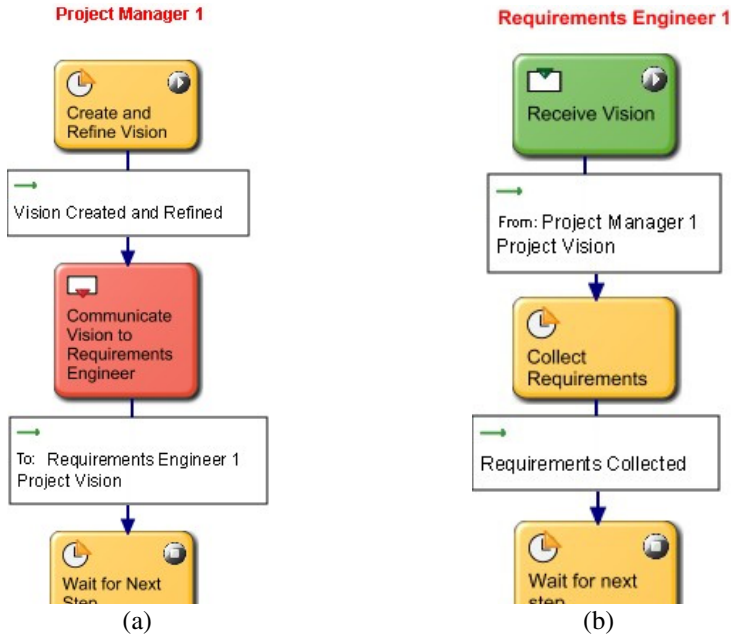 Project Manager 1
Create and
Refine Vision
Vision Created and Refined
Communicate
Vision to
Requirements
Engineer
To: Requirements Engineer 1
Project Vision
Wait for Next
Step
(a)
Requirements Engineer 1
Receive Vision
From: Project Manager 1
Project Vision
Collect
Requirements
Requirements Collected
Wait for next
step
(b)